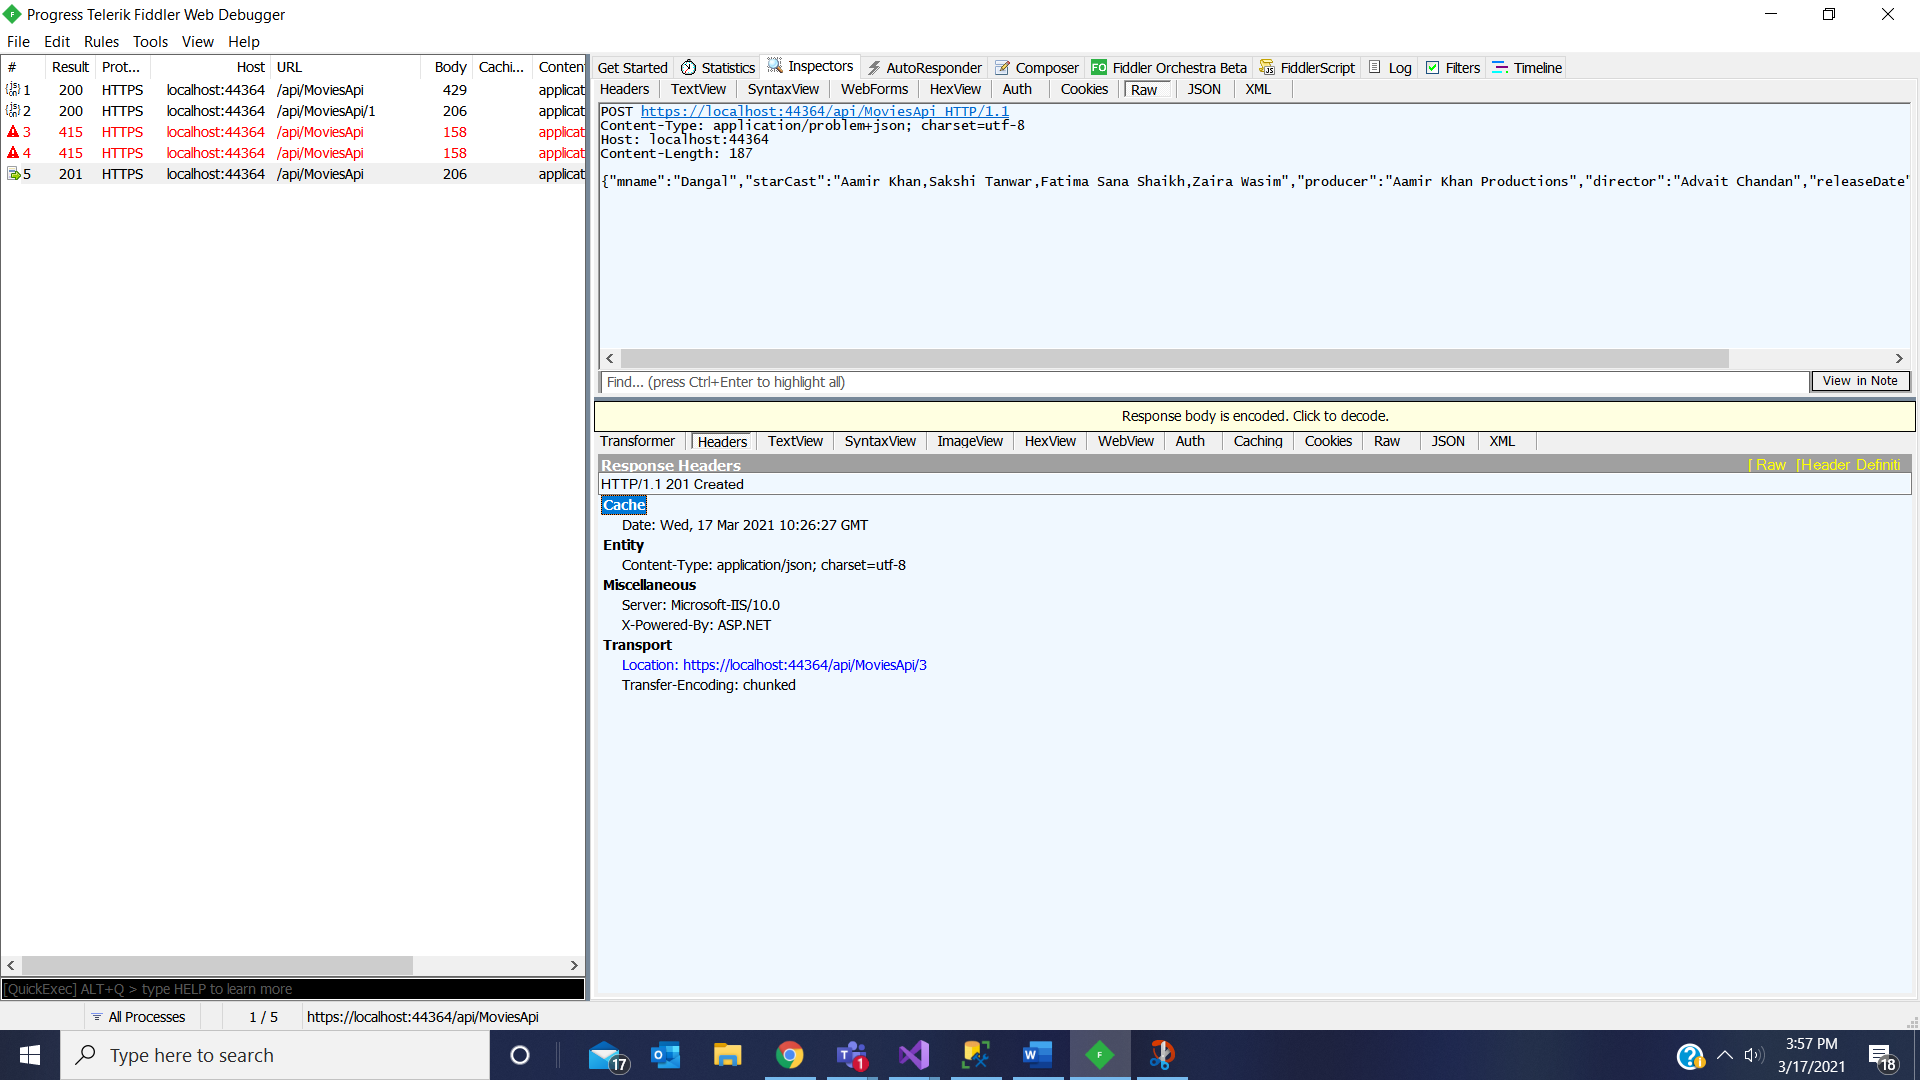 Progress Telerik Fiddler Web Debugger
File Edit Rules Tools View Help
# Result Prot... Host URL Body Cachi... Conten
1 200 HTTPS localhost:44364 /api/MoviesApi 429 applicat
2 200 HTTPS localhost:44364 /api/MoviesApi/1 206 applicat
3 415 HTTPS localhost:44364 /api/MoviesApi 158 applicat
4 415 HTTPS localhost:44364 /api/MoviesApi 158 applicat
5 201 HTTPS localhost:44364 /api/MoviesApi 206 applicat
[QuickExec] ALT+Q > type HELP to learn more
Get Started Statistics Inspectors AutoResponder Composer FO Fiddler Orchestra Beta FiddlerScript Log Filters Timeline
Headers TextView SyntaxView WebForms HexView Auth Cookies Raw JSON XML
POST https://localhost:44364/api/MoviesApi HTTP/1.1
Content-Type: application/problem+json; charset=utf-8
Host: localhost:44364
Content-Length: 187
{"mname":"Dangal","starCast":"Aamir Khan,Sakshi Tanwar,Fatima Sana Shaikh,Zaira Wasim","producer":"Aamir Khan Productions","director":"Advait Chandan","releaseDate"
Find... (press Ctrl+Enter to highlight all) View in Note
Response body is encoded. Click to decode.
Transformer Headers TextView SyntaxView ImageView HexView WebView Auth Caching Cookies Raw JSON XML
Response Headers [ Raw [Header Definiti
HTTP/1.1 201 Created
Cache
Date: Wed, 17 Mar 2021 10:26:27 GMT
Entity
Content-Type: application/json; charset=utf-8
Miscellaneous
Server: Microsoft-IIS/10.0
X-Powered-By: ASP.NET
Transport
Location: https://localhost:44364/api/MoviesApi/3
Transfer-Encoding: chunked
All Processes 1 / 5 https://localhost:44364/api/MoviesApi
Type here to search 17 1 3:57 PM 18
3/17/2021